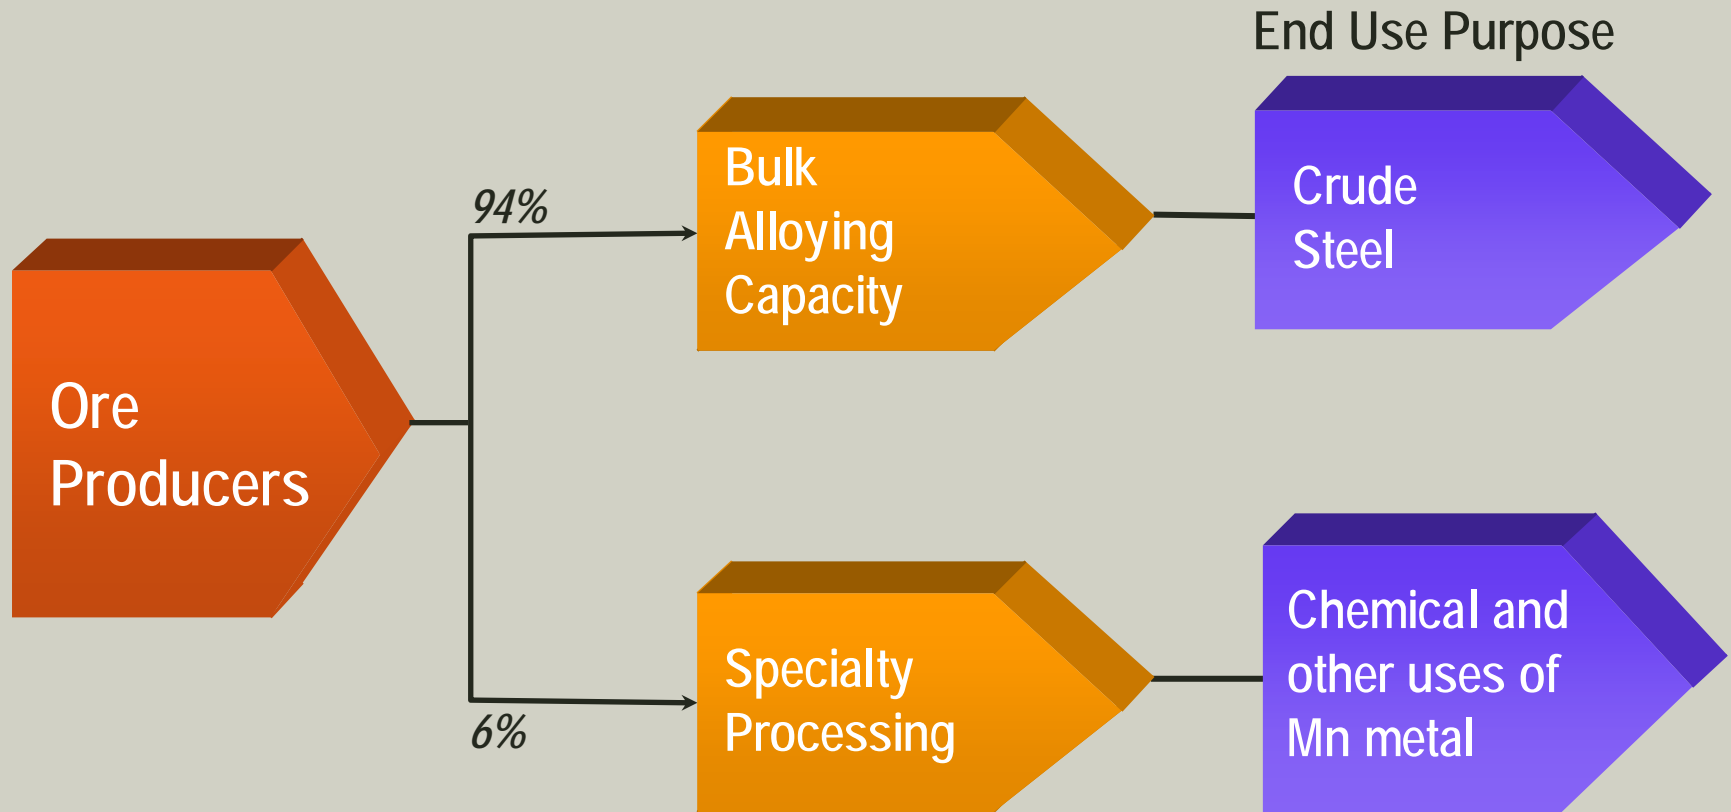 End Use Purpose
Bulk
Alloying
Capacity
Crude
Steel
94%
Ore
Producers
6%
Specialty
Processing
Chemical and
other uses of
Mn metal